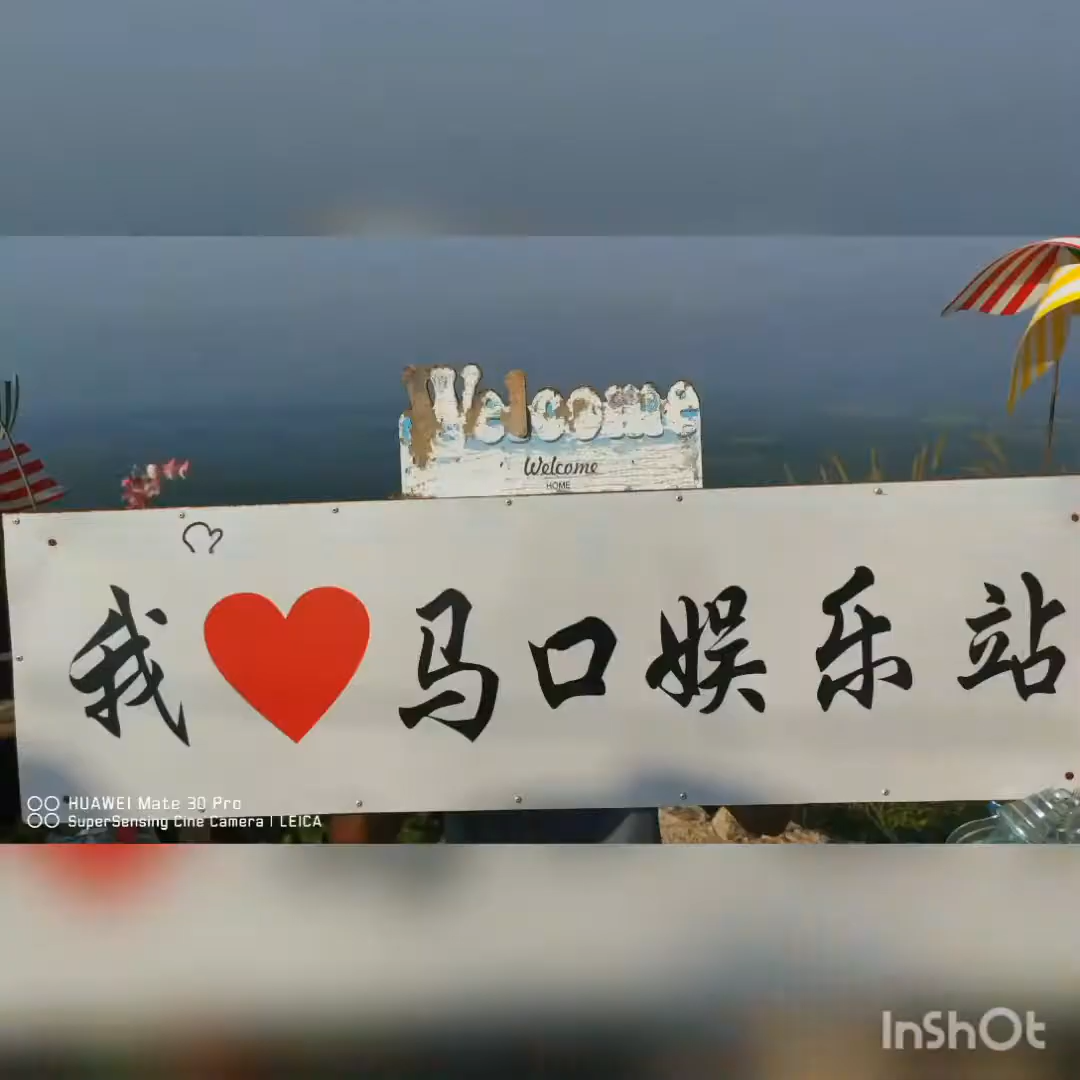 Welcome
Welcome
HOME
我❤马口娱乐站
HUAWEI Mate 30 Pro
SuperSensing Cine Camera | LEICA
InShOt